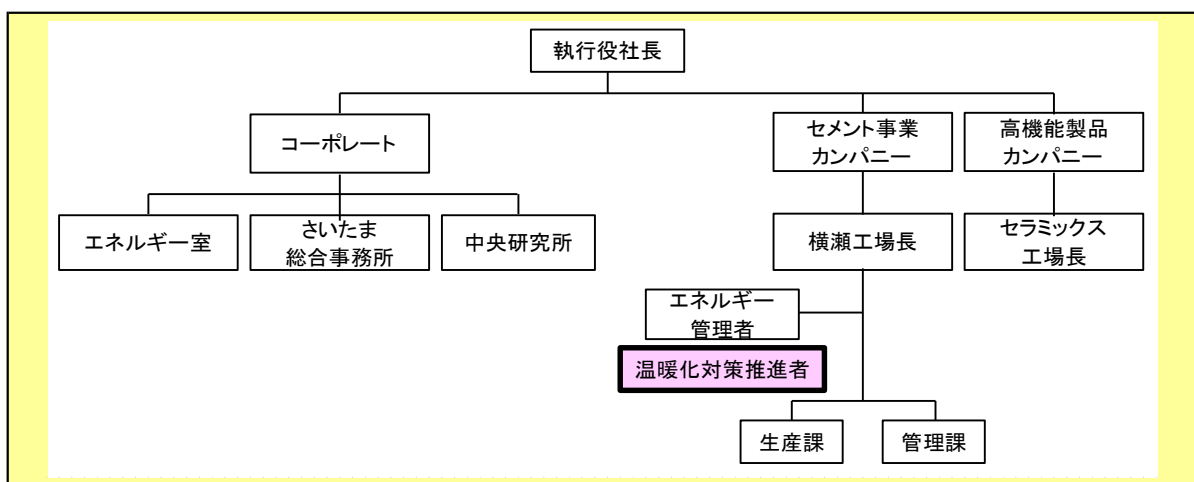 執行役社長
コーポレート
セメント事業
カンパニー
高機能製品
カンパニー
エネルギー室
さいたま
総合事務所
中央研究所
横瀬工場長
セラミックス
工場長
エネルギー
管理者
温暖化対策推進者
生産課
管理課